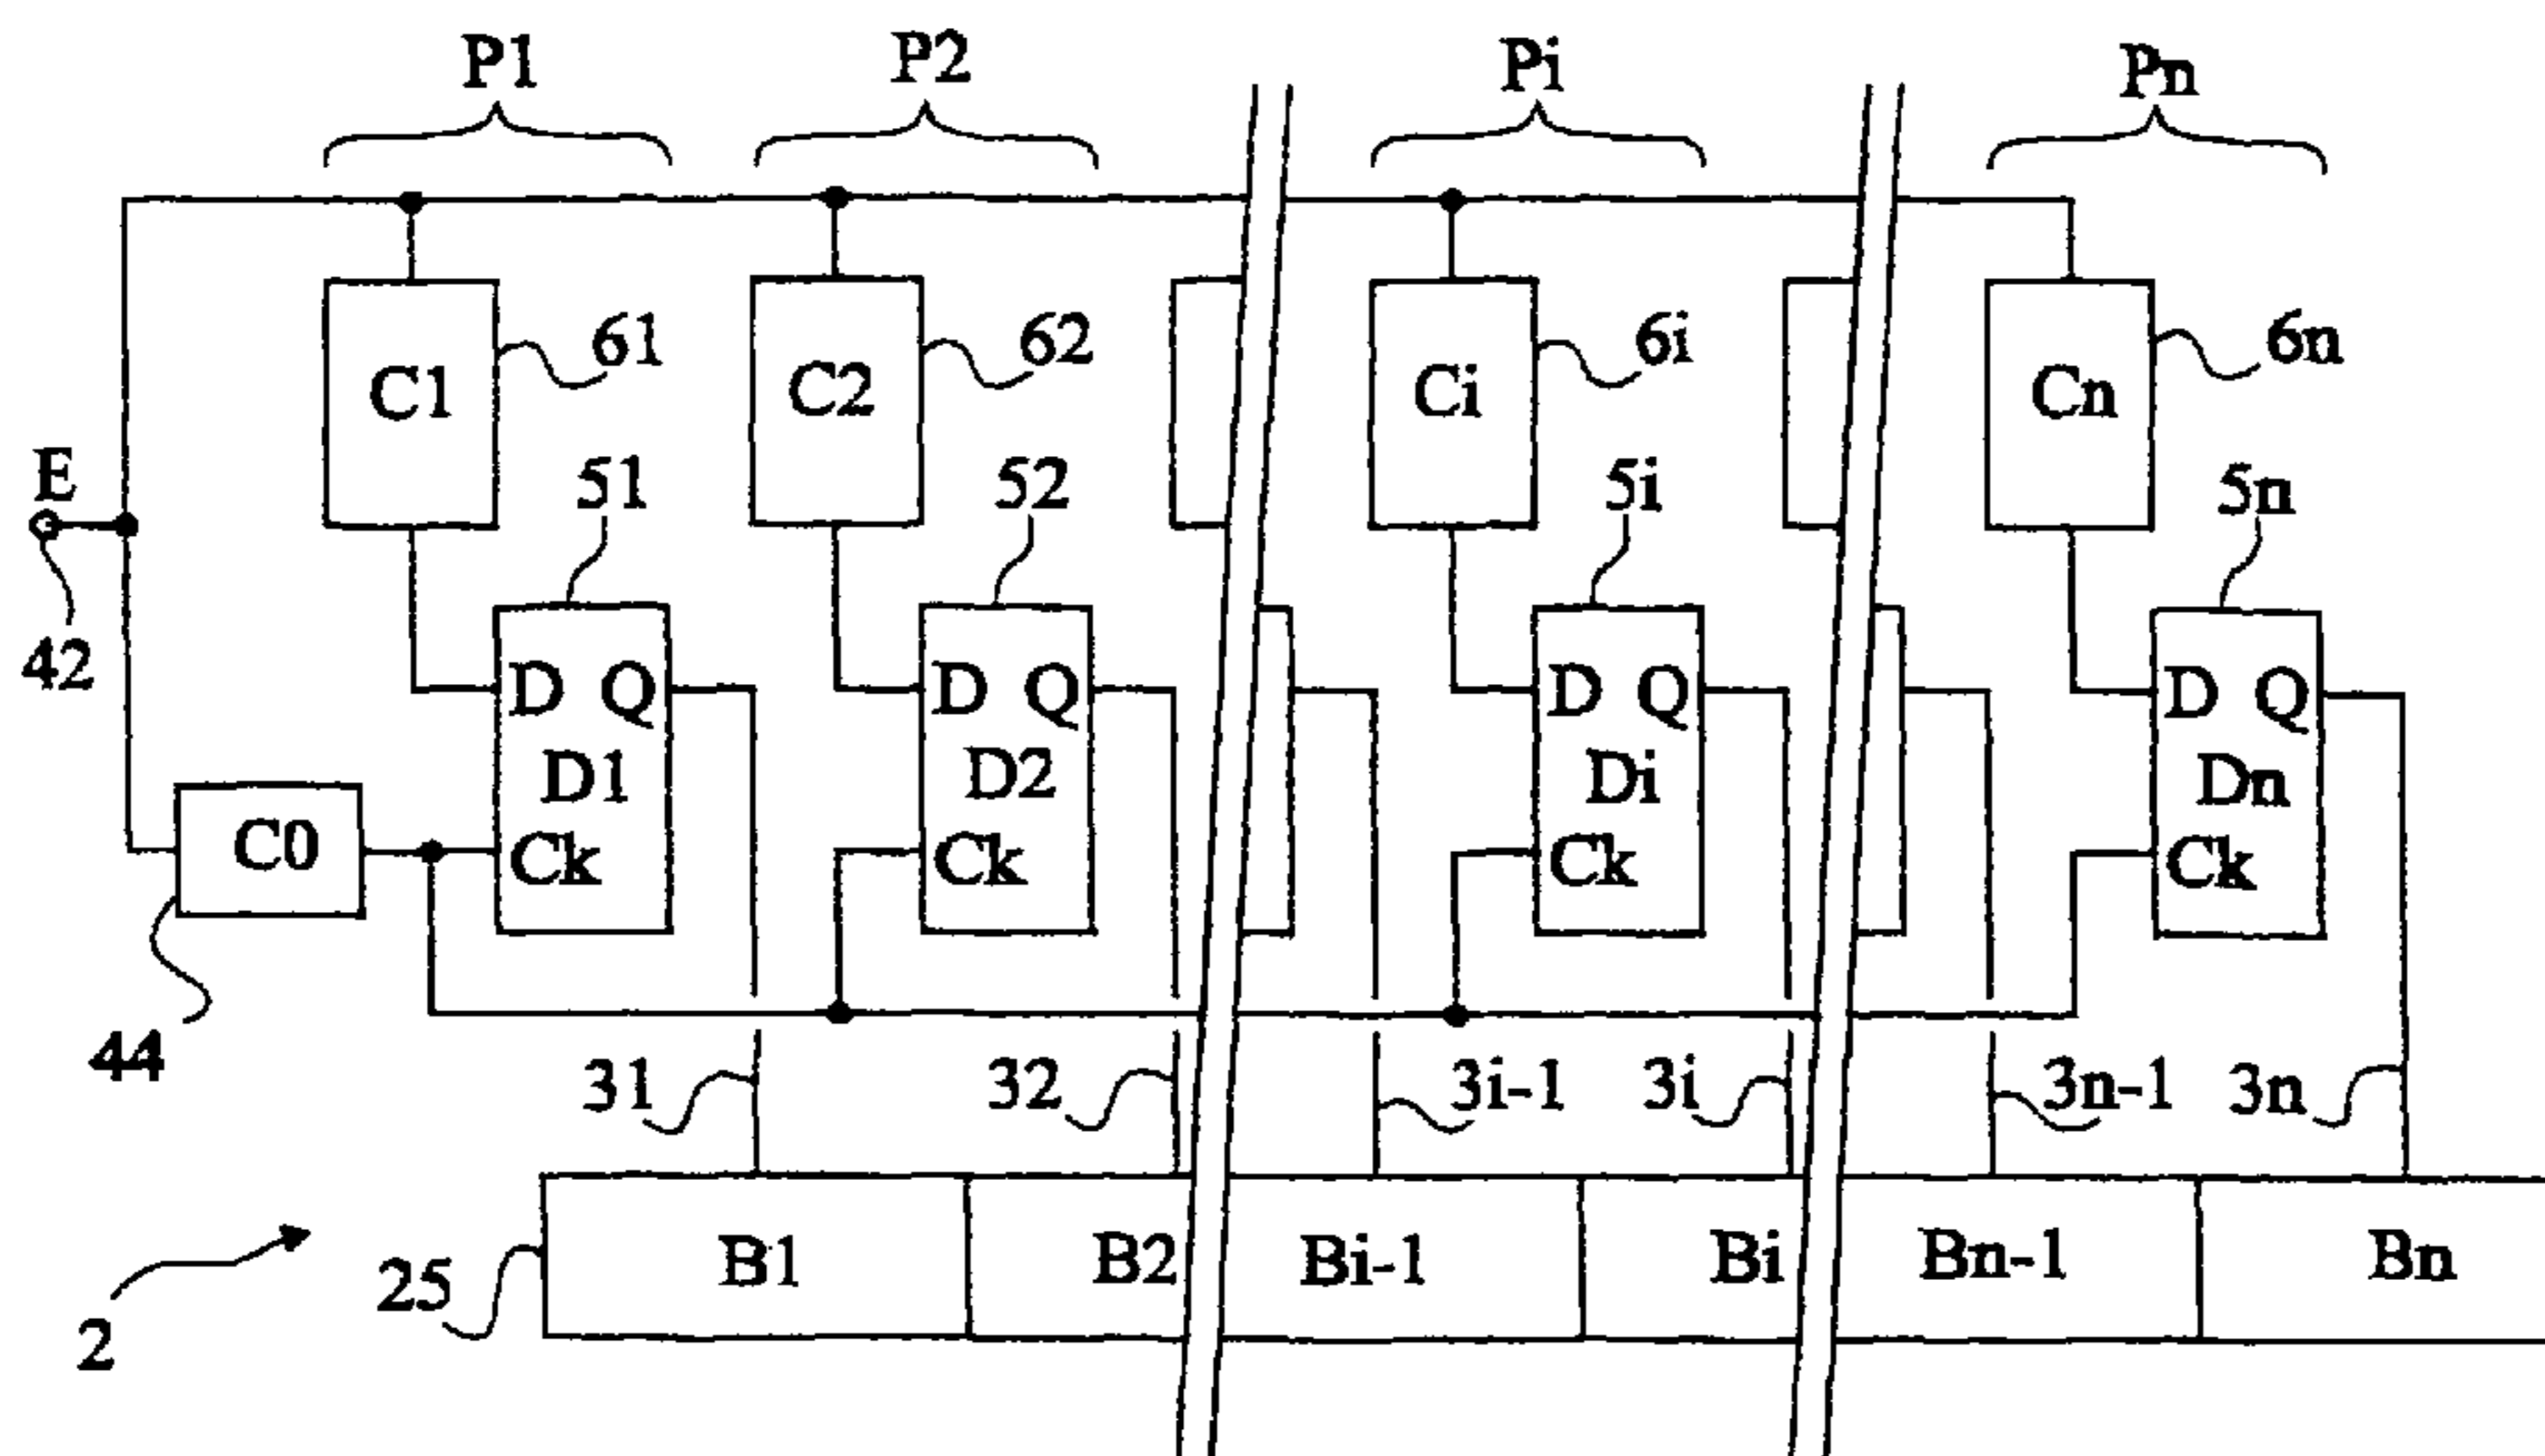 P1 P2 Pi Pn
61 62 6i 6n
C1 C2 Ci Cn
E 51 52 5i 5n
42
D Q D Q D Q D Q
D1 D2 Di Dn
C0 Ck Ck Ck Ck
44 31 32 3i-1 3i 3n-1 3n
25 B1 B2 Bi-1 Bi Bn-1 Bn
2